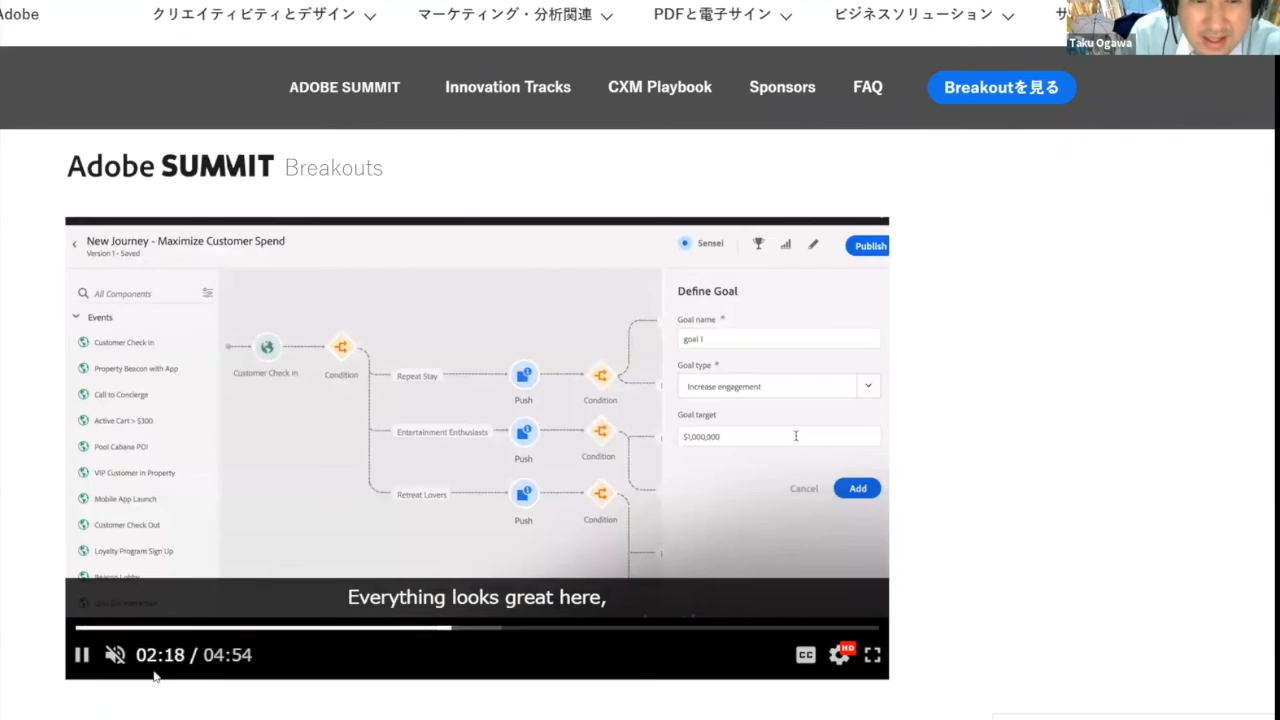 Adobe
クリエイティビティとデザイン
マーケティング・分析関連
PDFと電子サイン
ビジネスソリューション
サ
Taku Ogawa
ADOBE SUMMIT
Innovation Tracks
CXM Playbook
Sponsors
FAQ
Breakoutを見る
Adobe SUMMIT Breakouts
New Journey - Maximize Customer Spend
Version 1 - Saved
Sensei
Publish
All Components
Events
Customer Check In
Property Beacon with App
Call to Concierge
Active Cart > $300
Pool Cabana POI
VIP Customer in Property
Mobile App Launch
Customer Check Out
Loyalty Program Sign Up
Beacon Lobby
Customer Check In
Condition
Repeat Stay
Push
Condition
Entertainment Enthusiasts
Push
Condition
Retreat Lovers
Push
Condition
Define Goal
Goal name *
goal 1
Goal type *
Increase engagement
Goal target
$1,000,000
Cancel
Add
Everything looks great here,
02:18 / 04:54
CC
HD